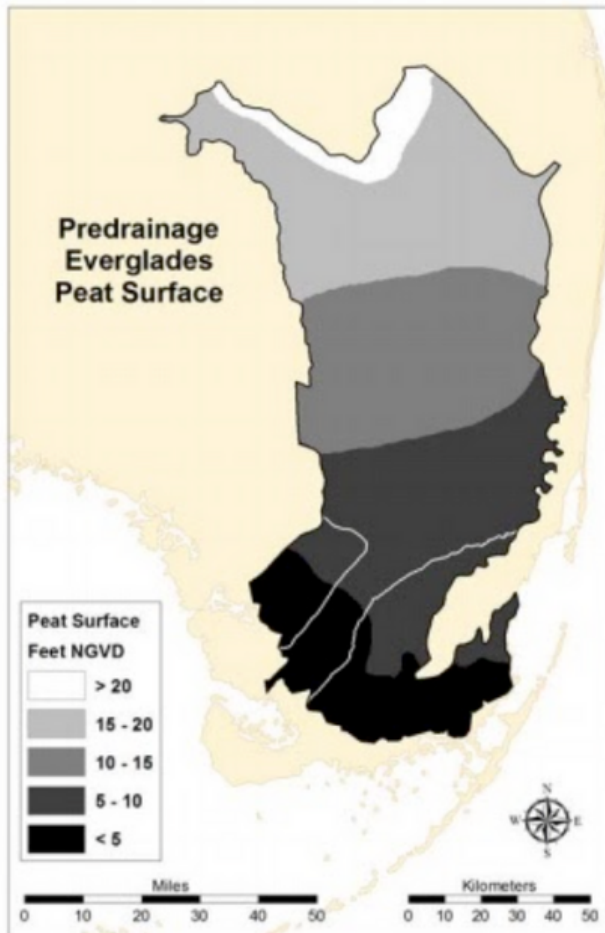 Predrainage
Everglades
Peat Surface
Peat Surface
Feet NGVD
> 20
15 - 20
10 - 15
5 - 10
< 5
N
W E
S
Miles
0 10 20 30 40 50
Kilometers
0 10 20 30 40 50